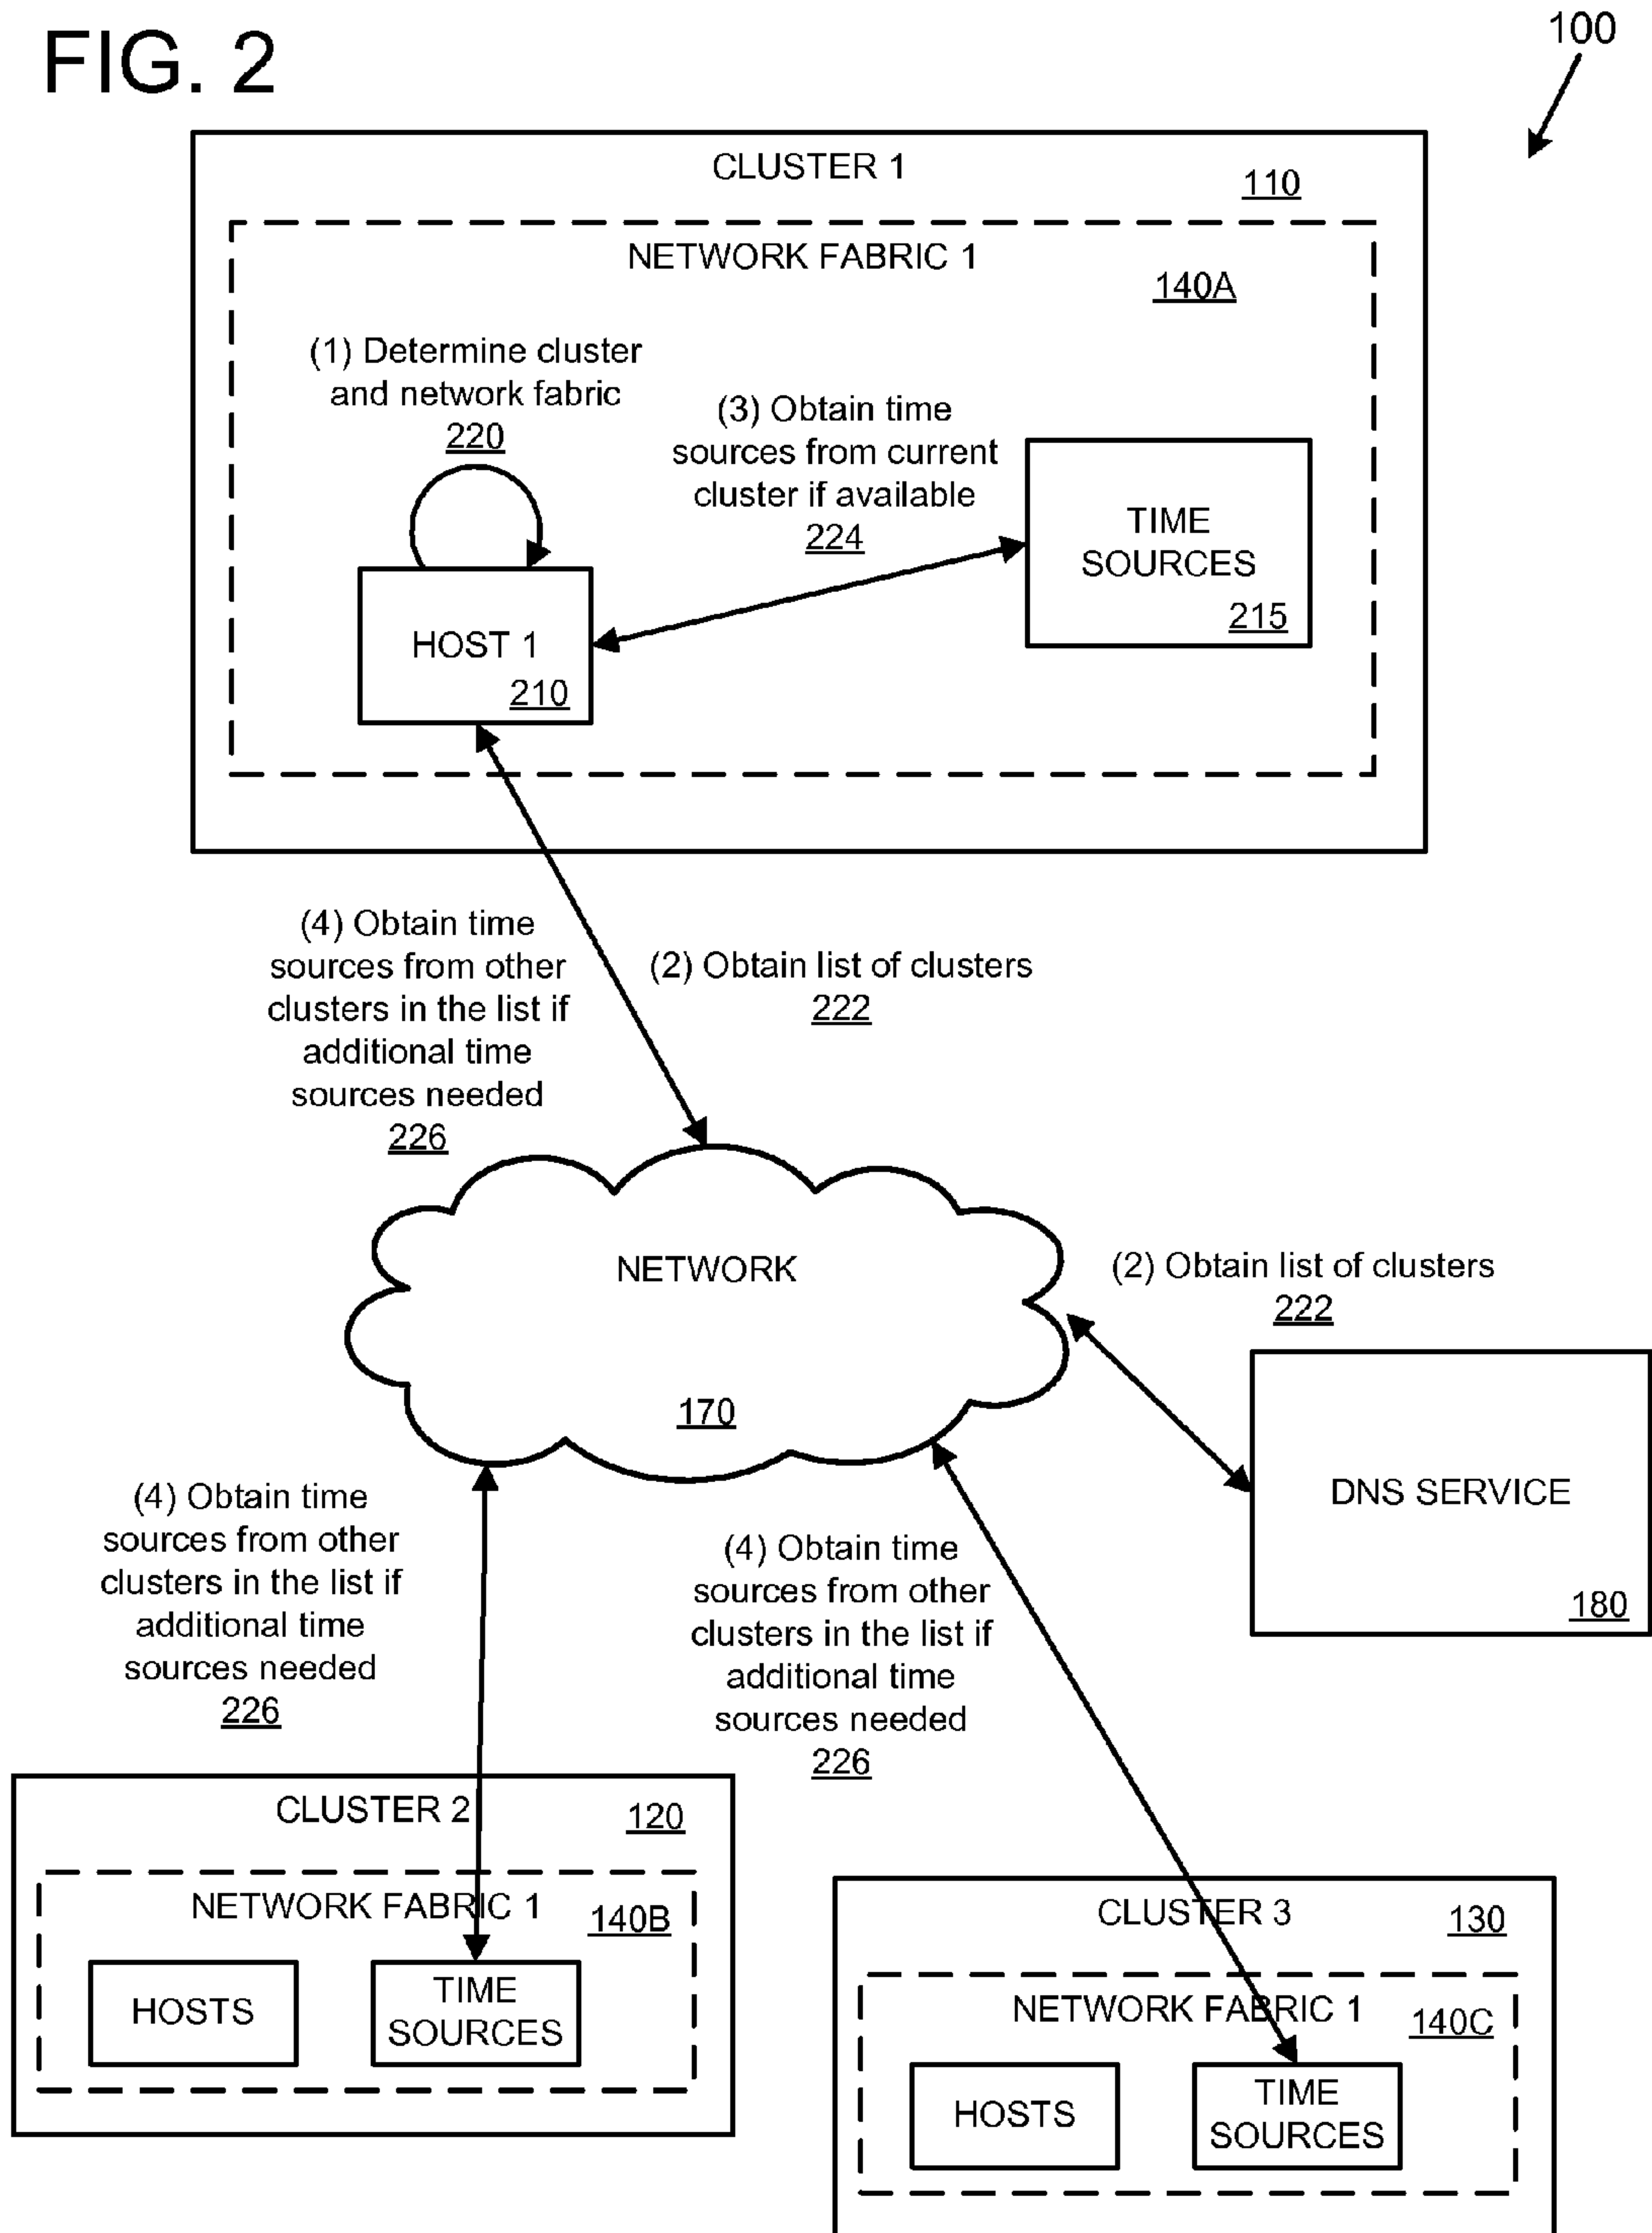 FIG. 2
100
CLUSTER 1
110
NETWORK FABRIC 1
140A
(1) Determine cluster
and network fabric
220
(3) Obtain time
sources from current
cluster if available
224
TIME
SOURCES
215
HOST 1
210
(4) Obtain time
sources from other
clusters in the list if
additional time
sources needed
226
(2) Obtain list of clusters
222
NETWORK
170
(2) Obtain list of clusters
222
DNS SERVICE
180
(4) Obtain time
sources from other
clusters in the list if
additional time
sources needed
226
(4) Obtain time
sources from other
clusters in the list if
additional time
sources needed
226
CLUSTER 2
120
NETWORK FABRIC 1
140B
HOSTS
TIME
SOURCES
CLUSTER 3
130
NETWORK FABRIC 1
140C
HOSTS
TIME
SOURCES